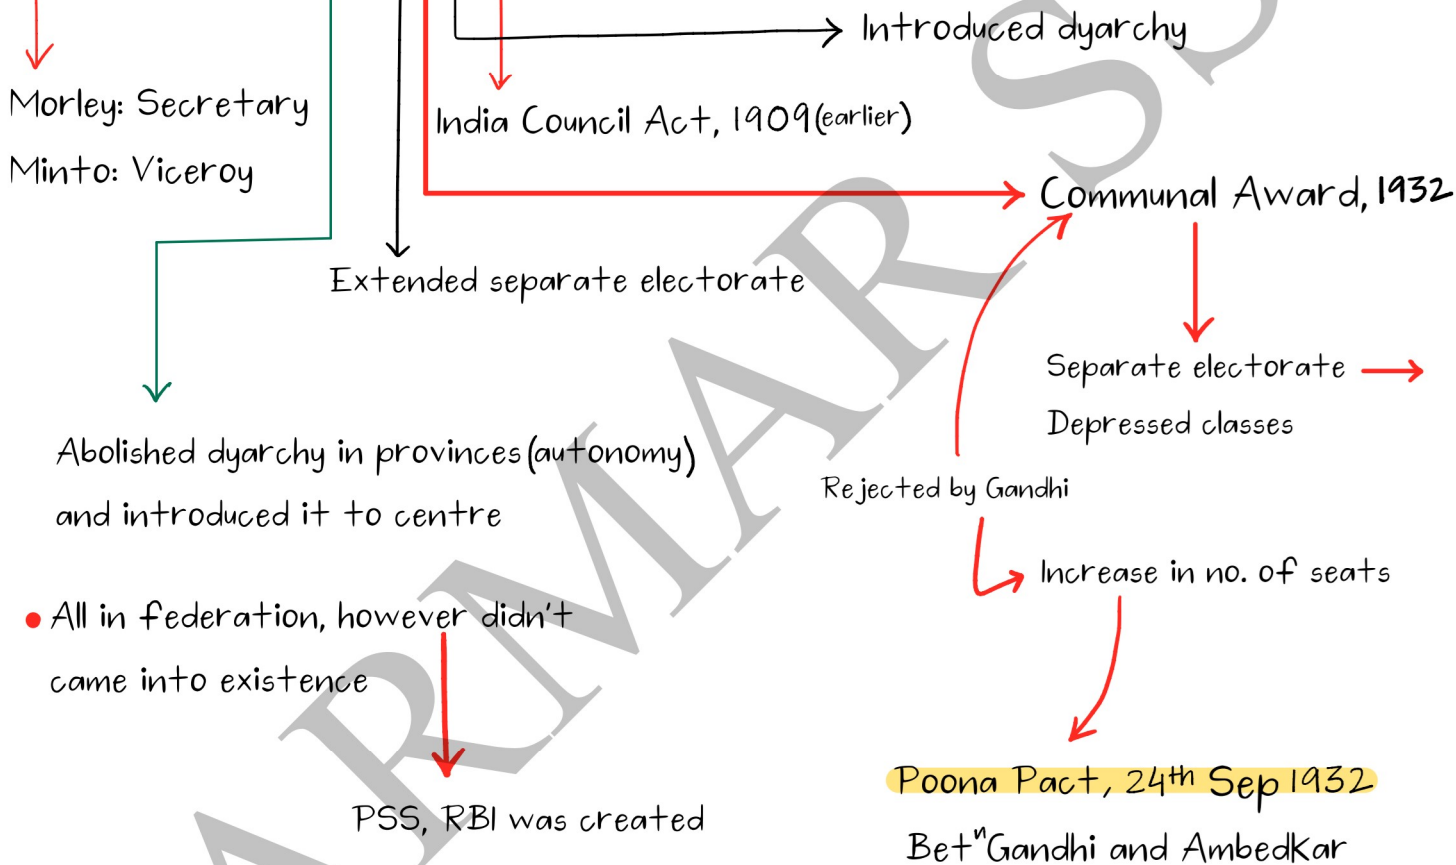 Introduced dyarchy
Morley: Secretary
Minto: Viceroy
India Council Act, 1909 (earlier)
Communal Award, 1932
Extended separate electorate
Separate electorate
Depressed classes
Abolished dyarchy in provinces (autonomy)
and introduced it to centre
Rejected by Gandhi
Increase in no. of seats
• All in federation, however didn't
came into existence
PSS, RBI was created
Poona Pact, 24th Sep 1932
Betⁿ Gandhi and Ambedkar
ARMAR SS